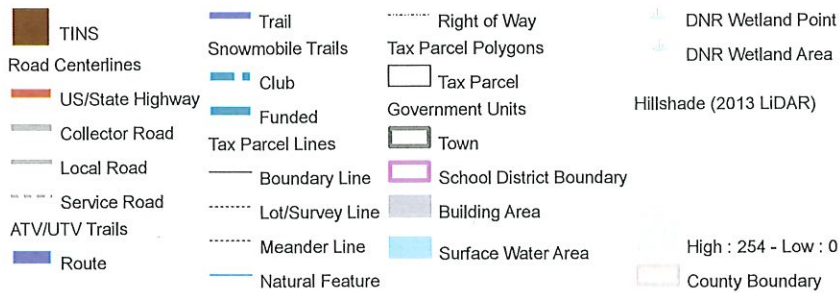 TINS
Road Centerlines
US/State Highway
Collector Road
Local Road
Service Road
ATV/UTV Trails
Route
Trail
Snowmobile Trails
Club
Funded
Tax Parcel Lines
Boundary Line
Lot/Survey Line
Meander Line
Natural Feature
Right of Way
Tax Parcel Polygons
Tax Parcel
Government Units
Town
School District Boundary
Building Area
Surface Water Area
DNR Wetland Point
DNR Wetland Area
Hillshade (2013 LiDAR)
High : 254 - Low : 0
County Boundary